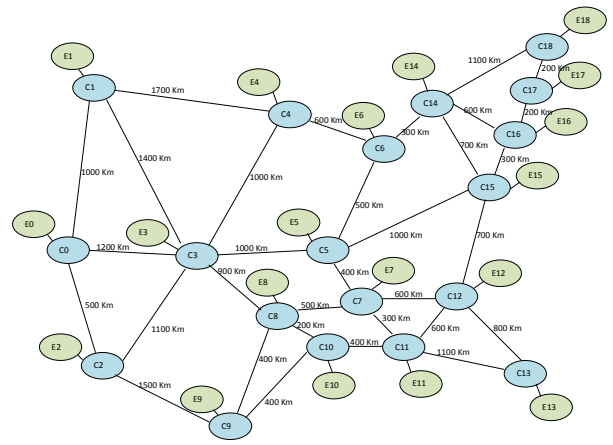 E18
C18
1100 Km
E1
E14
200 Km
E17
C1
E4
C17
1700 Km
C14
600 Km
200 Km
E16
C4
E6
C16
600 Km
300 Km
C6
700 Km
300 Km
1400 Km
E15
1000 Km
1000 Km
C15
500 Km
E0
E3
E5
1000 Km
700 Km
C0
1200 Km
C3
1000 Km
C5
900 Km
400 Km
E7
E12
E8
500 Km
C7
600 Km
C12
500 Km
C8
300 Km
1100 Km
200 Km
600 Km
800 Km
E2
C10
400 Km
C11
1100 Km
C2
400 Km
C13
1500 Km
E10
E11
E9
400 Km
E13
C9